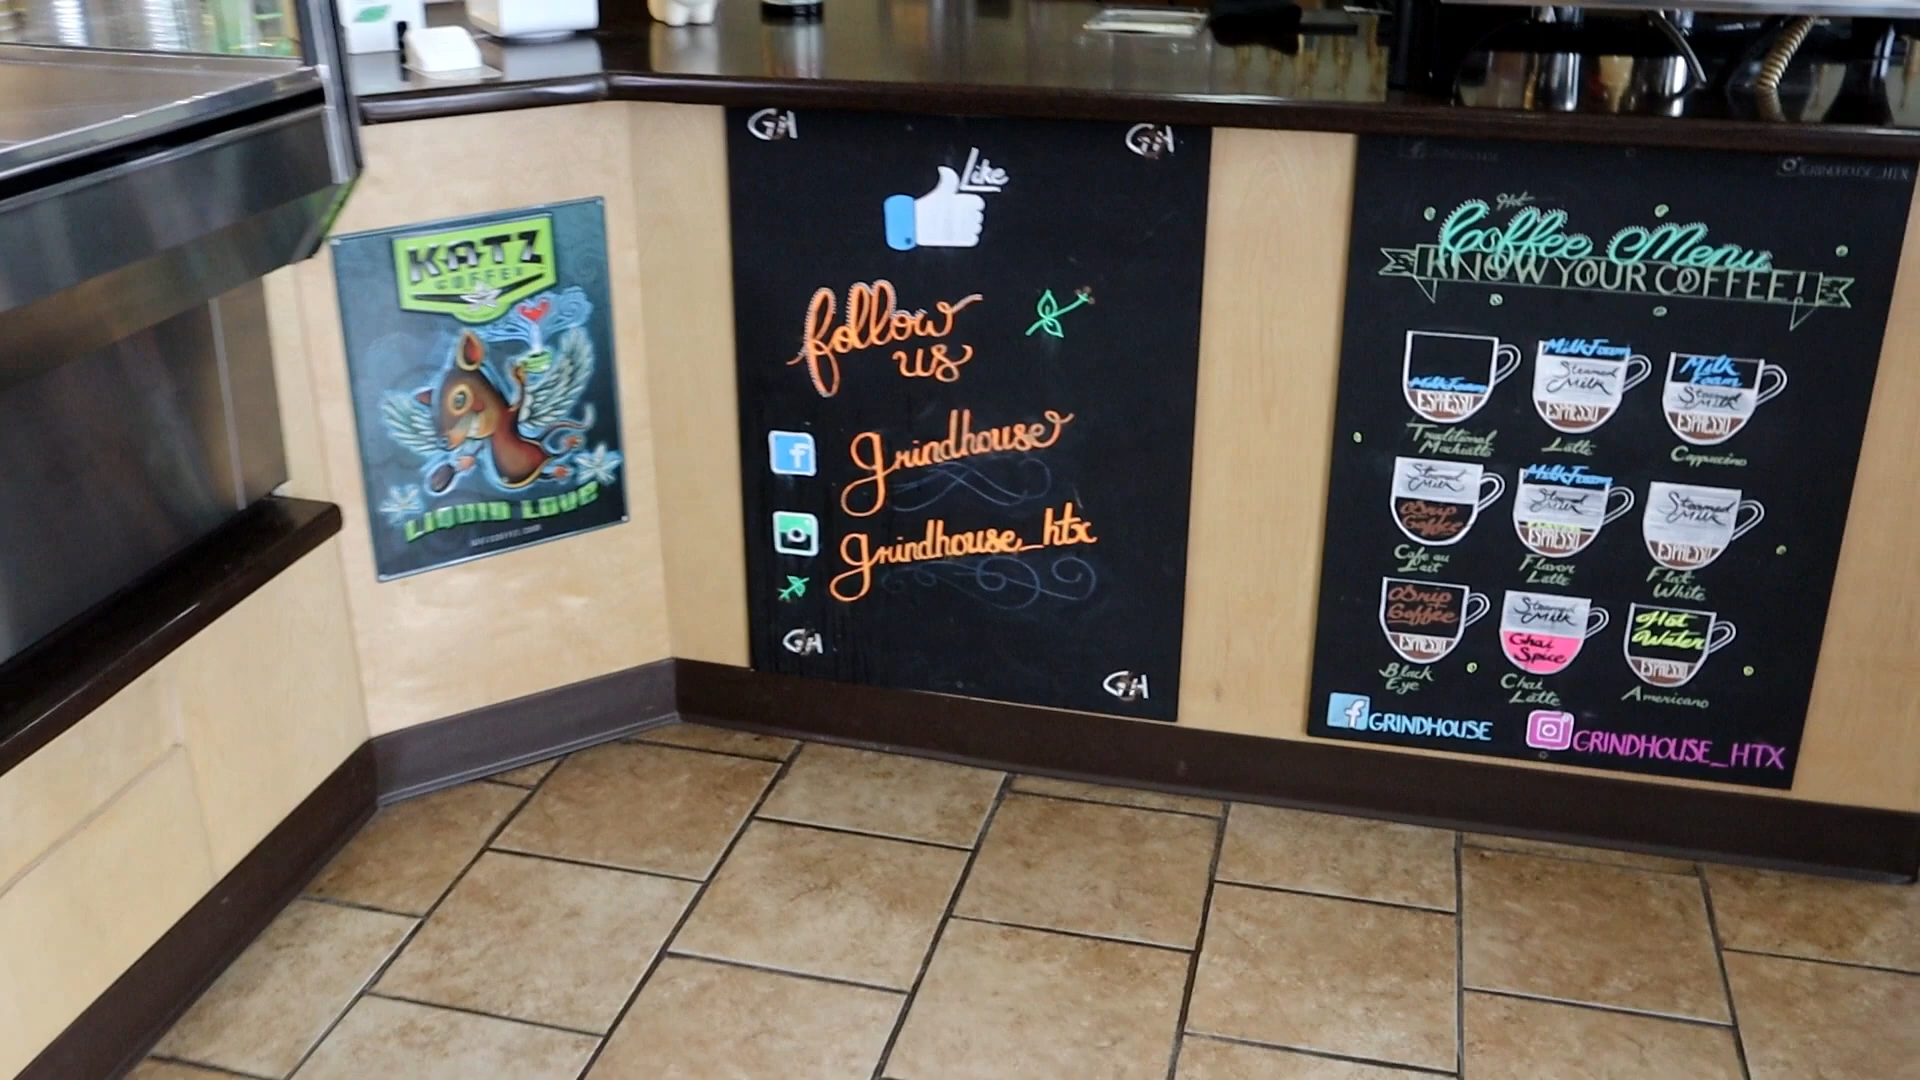 KATZ
COFFEE
LIQUID LOVE
GH
GH
Like
follow
us
grindhouse
grindhouse_htx
GH
GH
GRINDHOUSE_HTX
Hot
Coffee Menu
KNOW YOUR COFFEE!
Milk Foam
ESPRESSO
Traditional
Milk Foam
Steamed
Milk
ESPRESSO
Latte
Milk
Foam
Steamed
Milk
ESPRESSO
Cappuccino
Steamed
Milk
Drip
Coffee
Cafe au
Lait
Milk Foam
Steamed
Milk
ESPRESSO
Flavor
Latte
Steamed
Milk
ESPRESSO
Flat
White
Drip
Coffee
ESPRESSO
Black
Eye
Steamed
Milk
Chai
Spice
Chai
Latte
Hot
Water
ESPRESSO
Americano
GRINDHOUSE
GRINDHOUSE_HTX